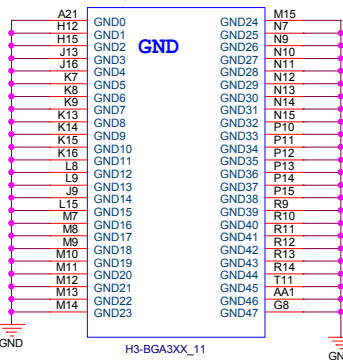 A21 GND0 GND24 M15
H12 GND1 GND25 N7
H15 GND2 GND26 N9
GND
J13 GND3 GND27 N10
J16 GND4 GND28 N11
K7 GND5 GND29 N12
K8 GND6 GND30 N13
K9 GND7 GND31 N14
K13 GND8 GND32 N15
K14 GND9 GND33 P10
K15 GND10 GND34 P11
K16 GND11 GND35 P12
L8 GND12 GND36 P13
L9 GND13 GND37 P14
J9 GND14 GND38 P15
L15 GND15 GND39 R9
M7 GND16 GND40 R10
M8 GND17 GND41 R11
M9 GND18 GND42 R12
M10 GND19 GND43 R13
M11 GND20 GND44 R14
M12 GND21 GND45 T11
M13 GND22 GND46 AA1
M14 GND23 GND47 G8
GND
H3-BGA3XX_11